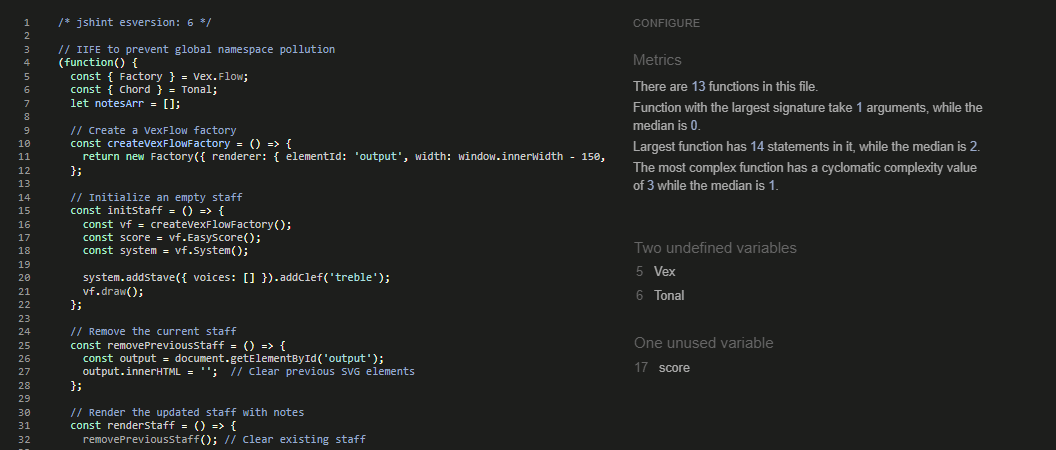 1 /* jshint esversion: 6 */
2
3 // IIFE to prevent global namespace pollution
4 (function() {
5 const { Factory } = Vex.Flow;
6 const { Chord } = Tonal;
7 let notesArr = [];
8
9 // Create a VexFlow factory
10 const createVexFlowFactory = () => {
11 return new Factory({ renderer: { elementId: 'output', width: window.innerWidth - 150,
12 };
13
14 // Initialize an empty staff
15 const initStaff = () => {
16 const vf = createVexFlowFactory();
17 const score = vf.EasyScore();
18 const system = vf.System();
19
20 system.addStave({ voices: [] }).addClef('treble');
21 vf.draw();
22 };
23
24 // Remove the current staff
25 const removePreviousStaff = () => {
26 const output = document.getElementById('output');
27 output.innerHTML = ''; // Clear previous SVG elements
28 };
29
30 // Render the updated staff with notes
31 const renderStaff = () => {
32 removePreviousStaff(); // Clear existing staff
CONFIGURE
Metrics
There are 13 functions in this file.
Function with the largest signature take 1 arguments, while the
median is 0.
Largest function has 14 statements in it, while the median is 2.
The most complex function has a cyclomatic complexity value
of 3 while the median is 1.
Two undefined variables
5 Vex
6 Tonal
One unused variable
17 score